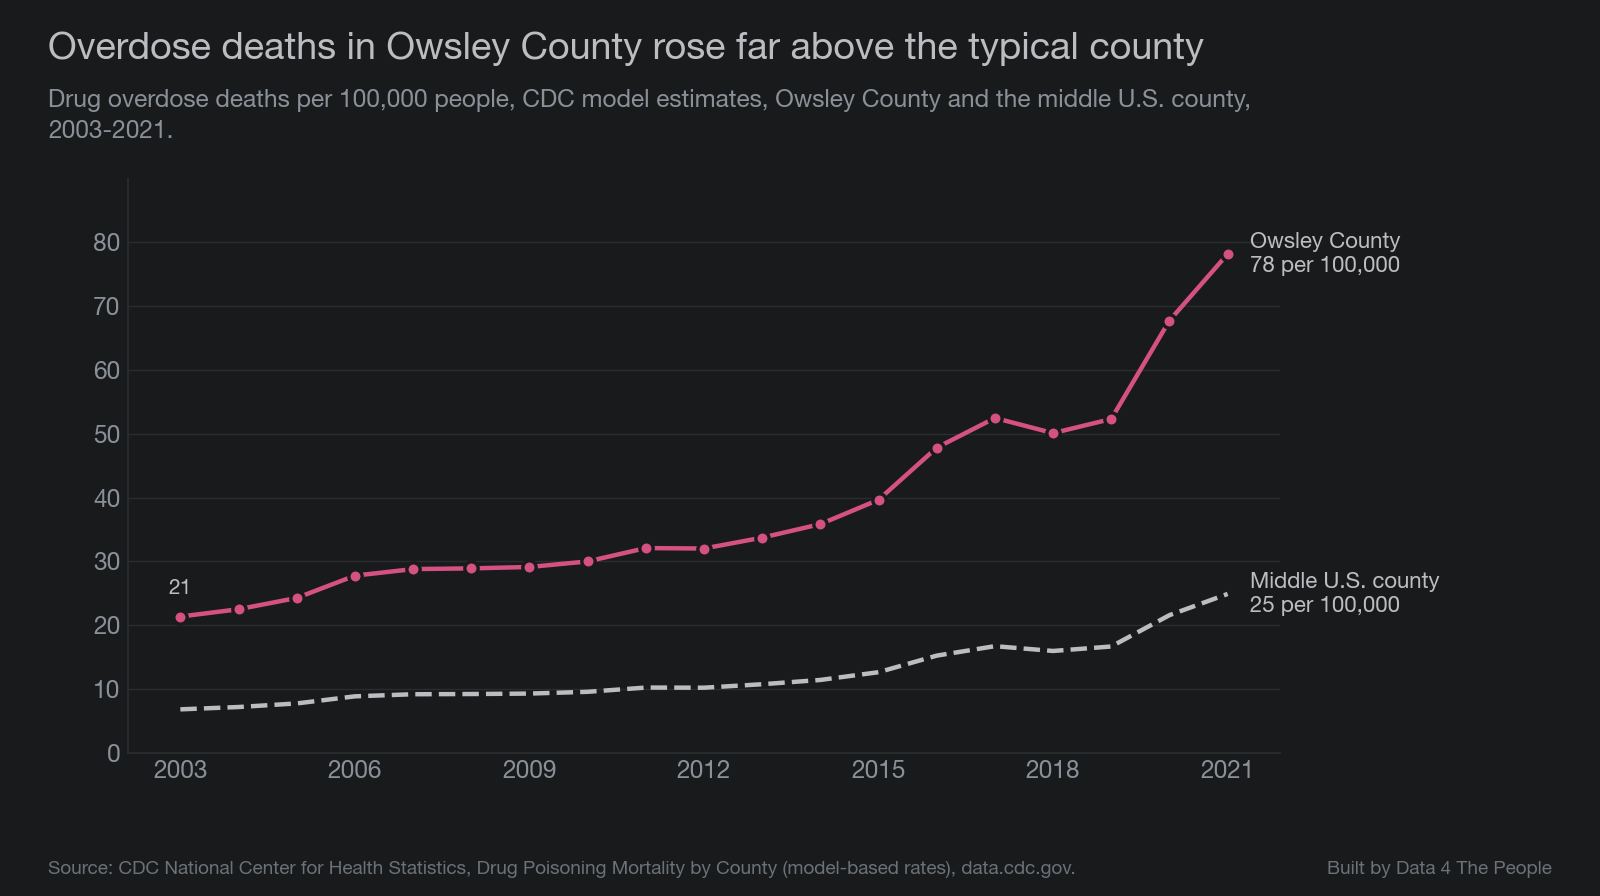 Overdose deaths in Owsley County rose far above the typical county
Drug overdose deaths per 100,000 people, CDC model estimates, Owsley County and the middle U.S. county,
2003-2021.
80
70
60
50
40
30
20
10
0
21
Owsley County
78 per 100,000
Middle U.S. county
25 per 100,000
2003 2006 2009 2012 2015 2018 2021
Source: CDC National Center for Health Statistics, Drug Poisoning Mortality by County (model-based rates), data.cdc.gov.
Built by Data 4 The People